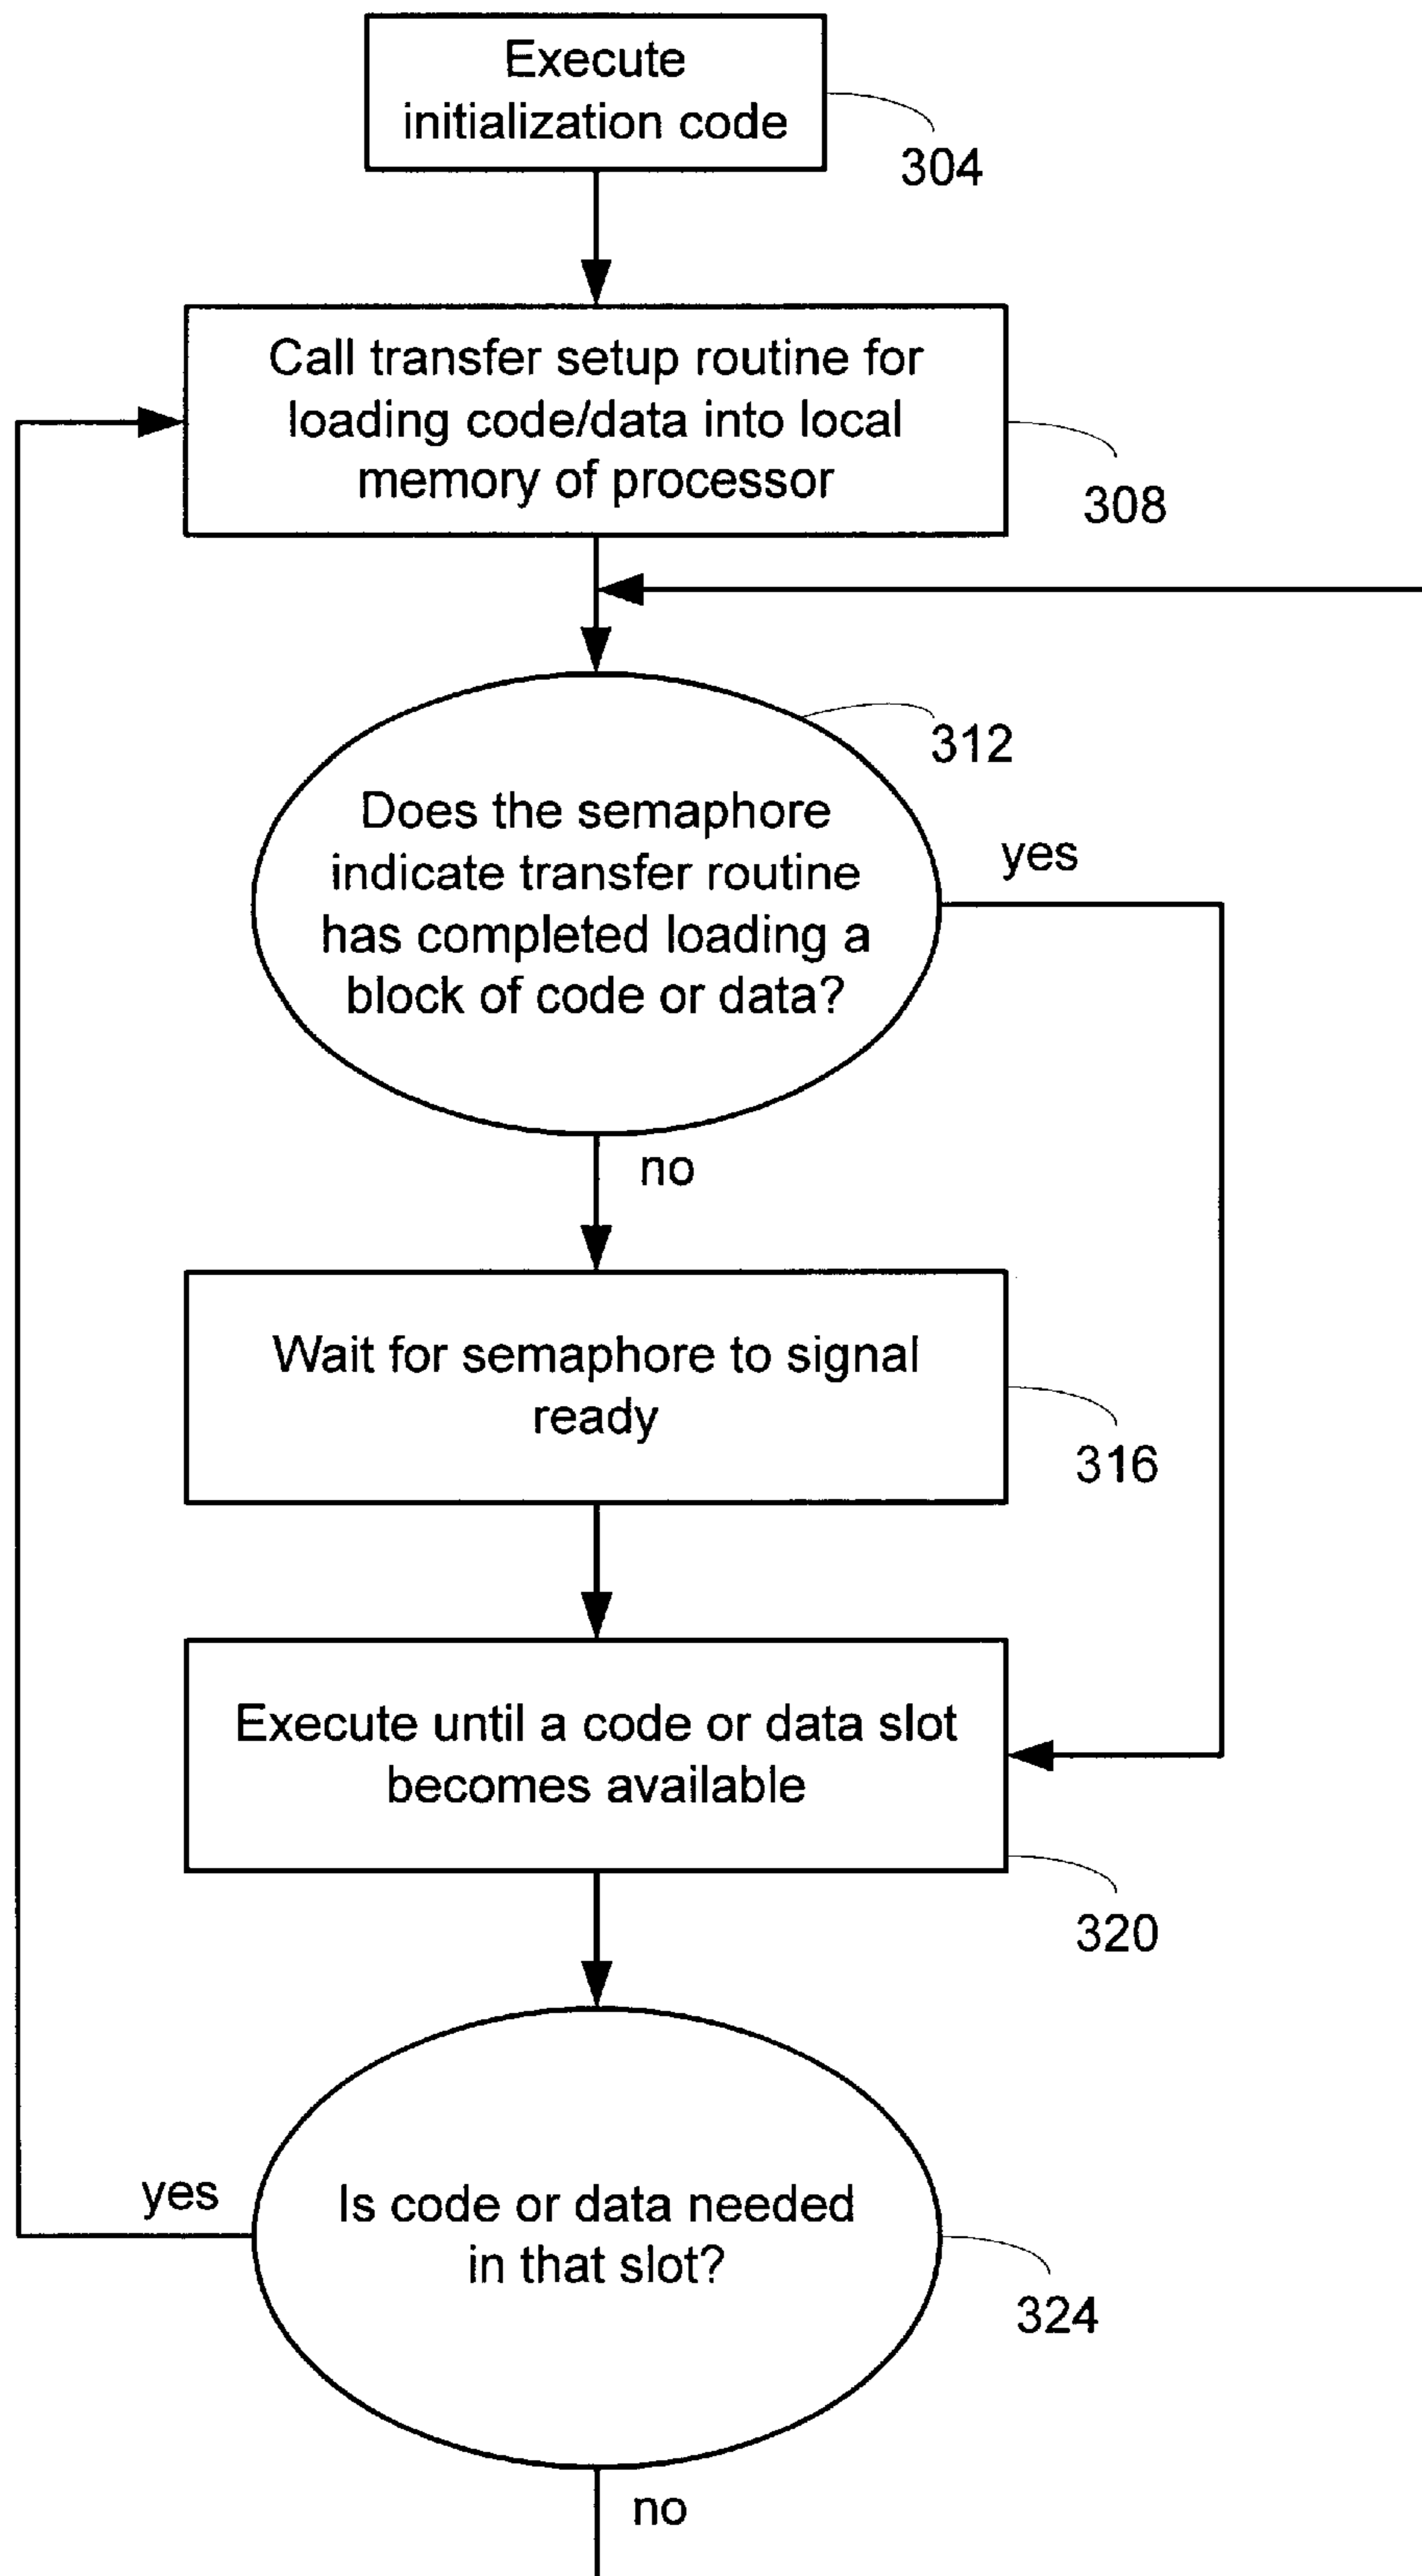 Execute
initialization code
304
Call transfer setup routine for
loading code/data into local
memory of processor
308
312
Does the semaphore
indicate transfer routine
has completed loading a
block of code or data?
yes
no
Wait for semaphore to signal
ready
316
Execute until a code or data slot
becomes available
320
yes
Is code or data needed
in that slot?
324
no